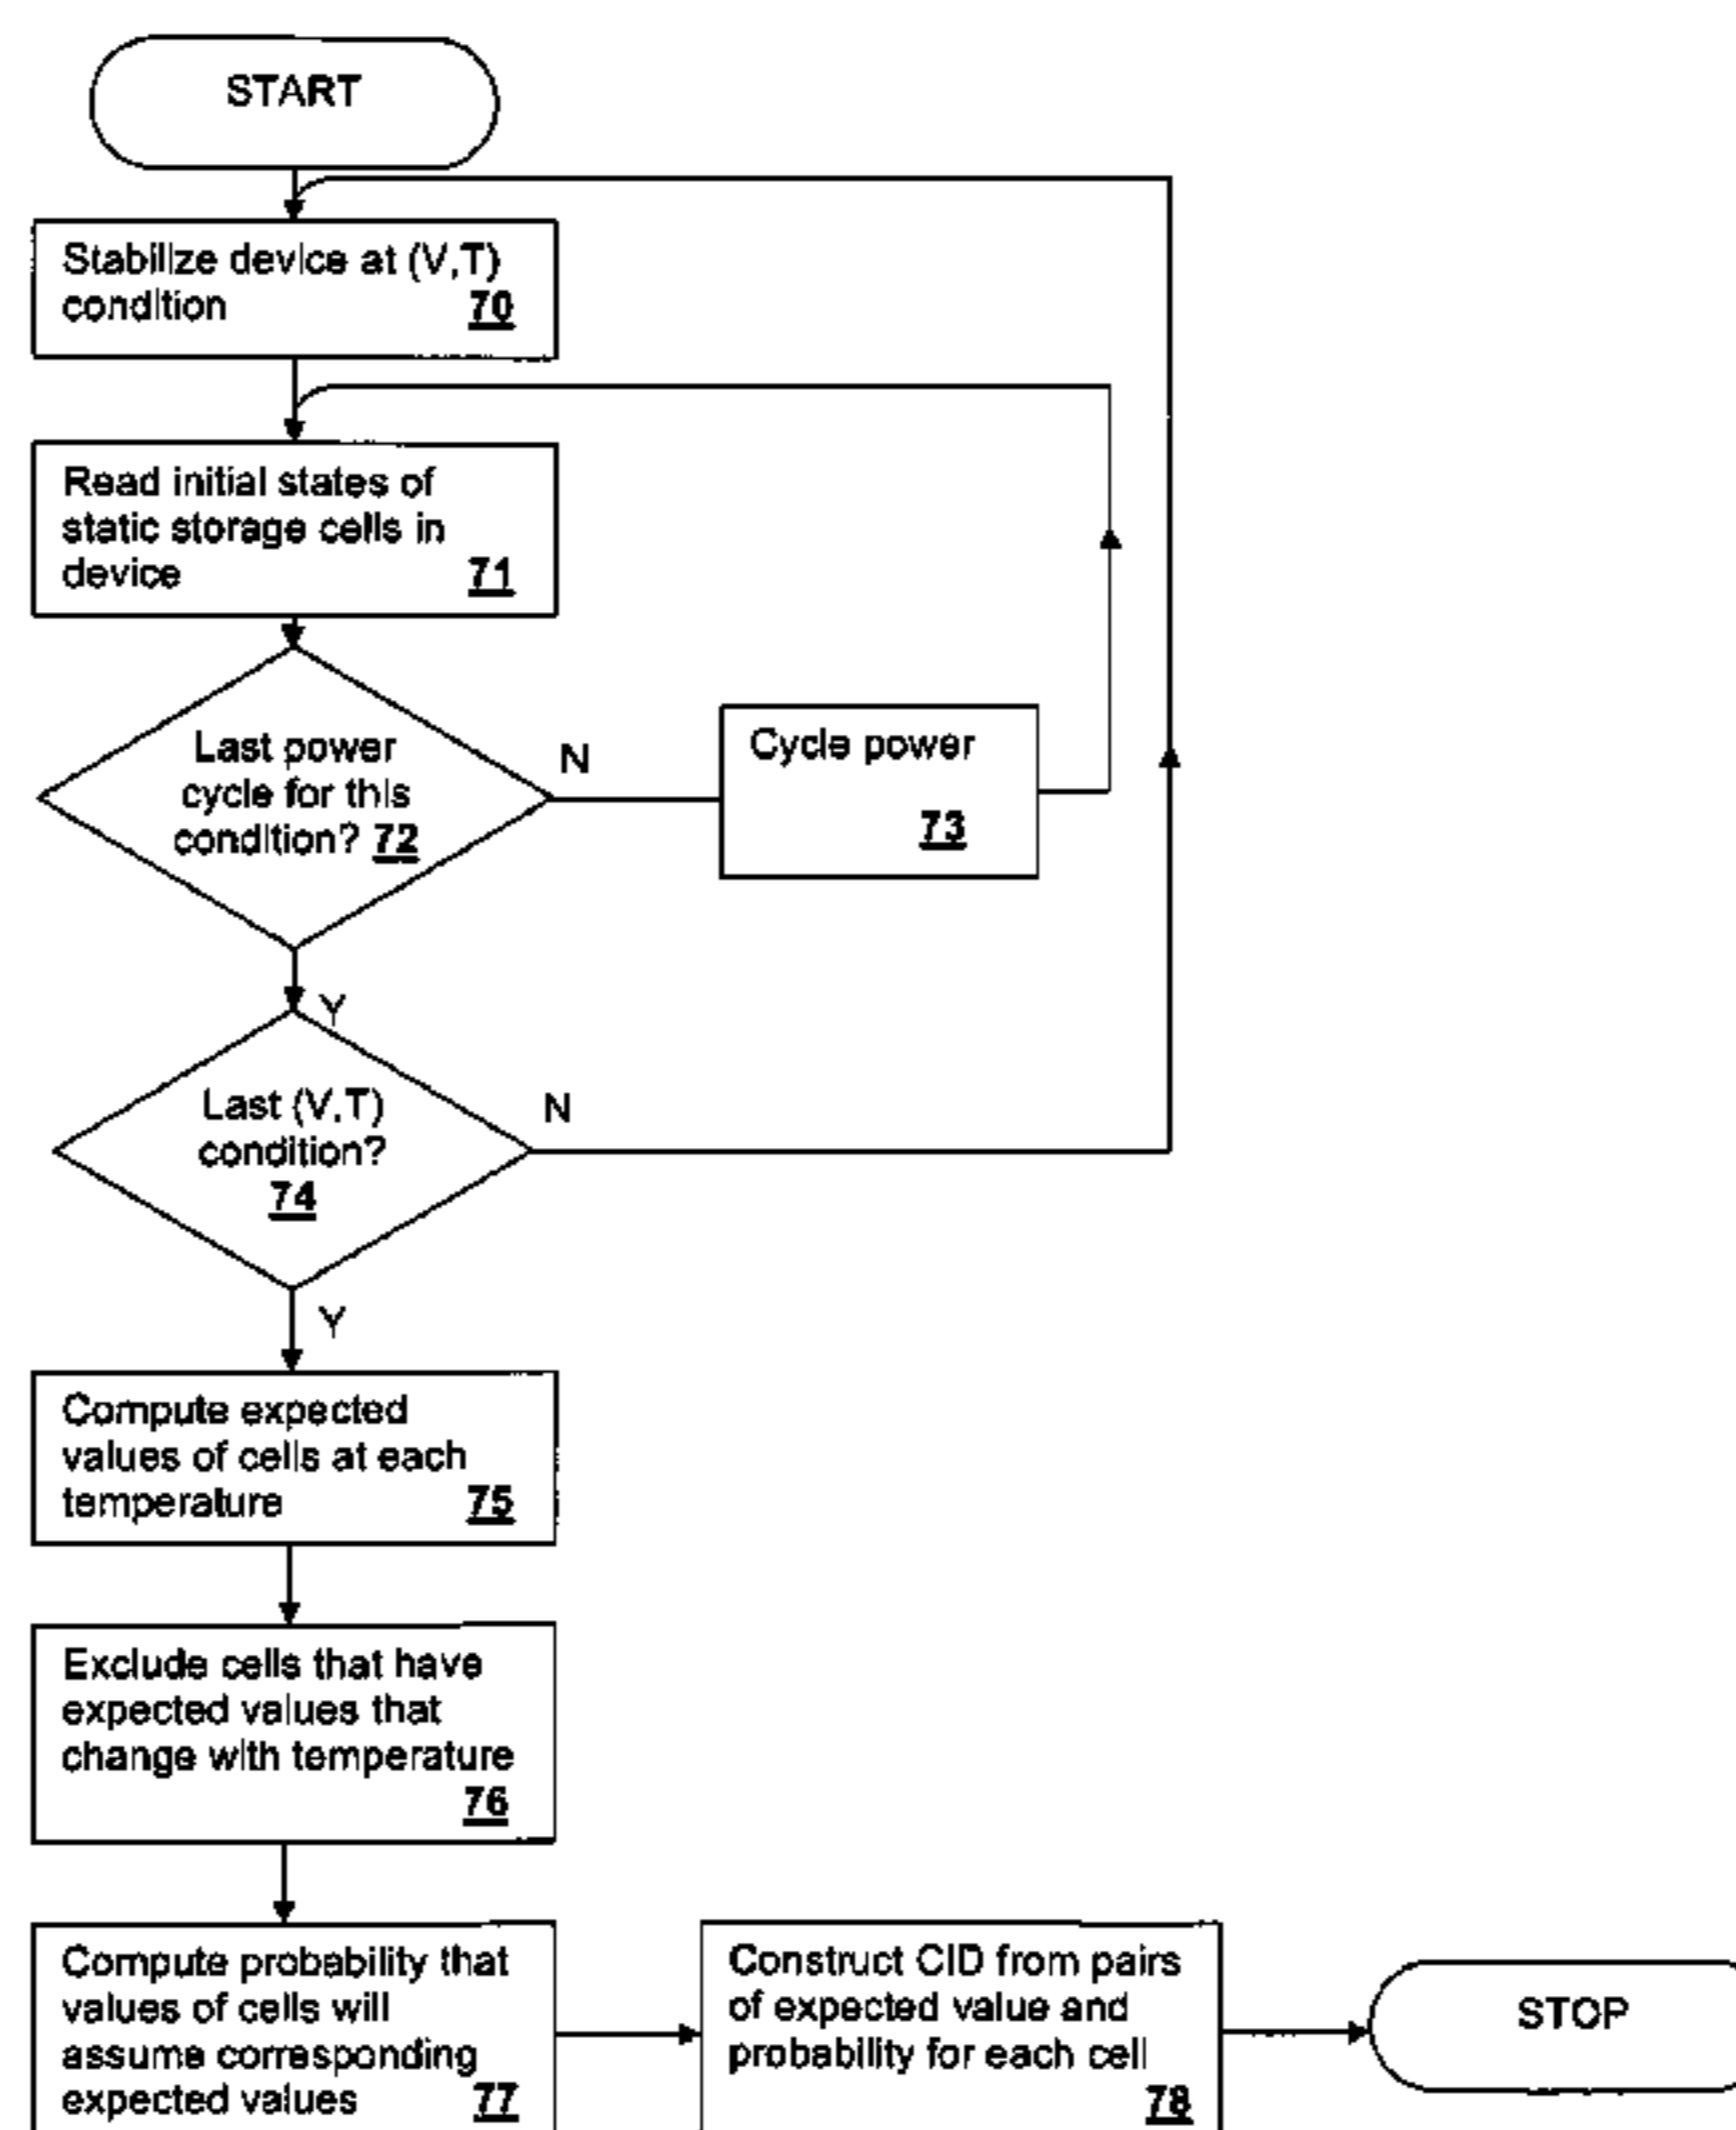 START
Stabilize device at (V,T)
condition 70
Read initial states of
static storage cells in
device 71
Last power
cycle for this
condition? 72
N
Cycle power
73
Y
Last (V,T)
condition?
74
N
Y
Compute expected
values of cells at each
temperature 75
Exclude cells that have
expected values that
change with temperature
76
Compute probability that
values of cells will
assume corresponding
expected values 77
Construct CID from pairs
of expected value and
probability for each cell
78
STOP